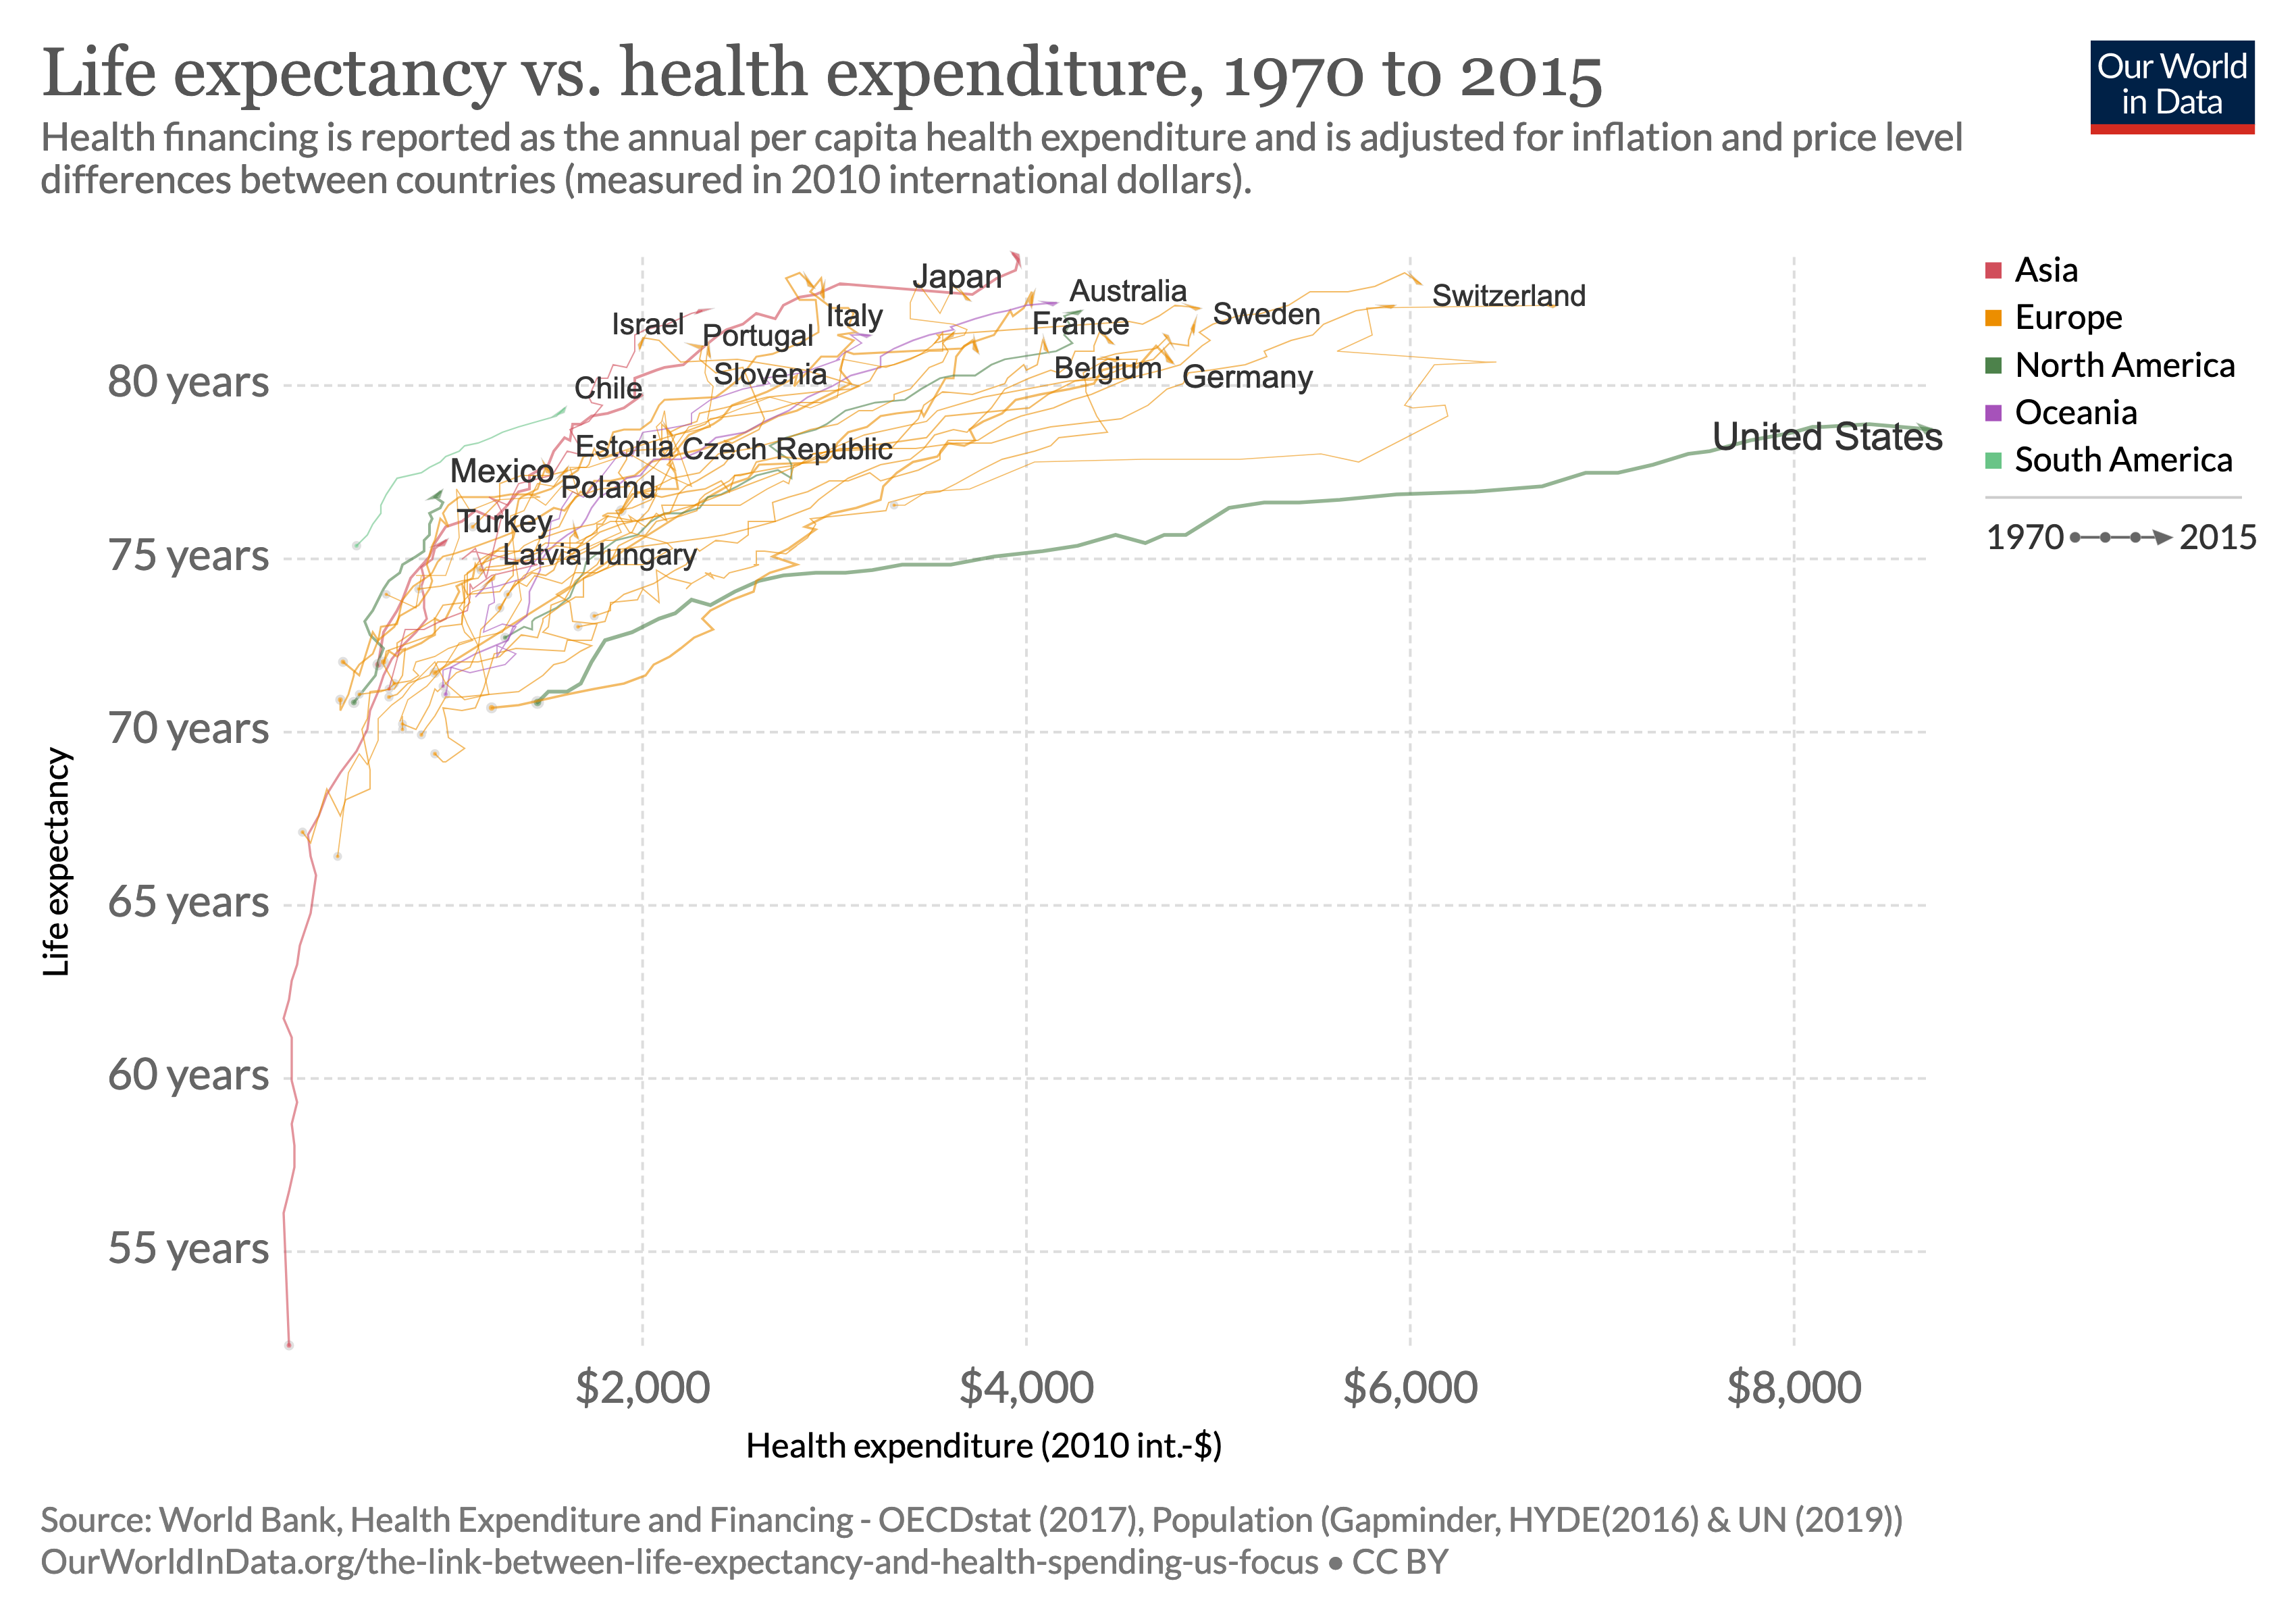 Life expectancy vs. health expenditure, 1970 to 2015
Our World
in Data
Health financing is reported as the annual per capita health expenditure and is adjusted for inflation and price level
differences between countries (measured in 2010 international dollars).
Asia
Europe
North America
Oceania
South America
1970
2015
Japan
Australia
Switzerland
Israel
Italy
Sweden
Portugal
France
Slovenia
Belgium
Germany
Chile
United States
Estonia
Czech Republic
Mexico
Poland
Turkey
Latvia
Hungary
80 years
75 years
70 years
65 years
60 years
55 years
Life expectancy
$2,000
$4,000
$6,000
$8,000
Health expenditure (2010 int.-$)
Source: World Bank, Health Expenditure and Financing - OECDstat (2017), Population (Gapminder, HYDE(2016) & UN (2019))
OurWorldInData.org/the-link-between-life-expectancy-and-health-spending-us-focus • CC BY